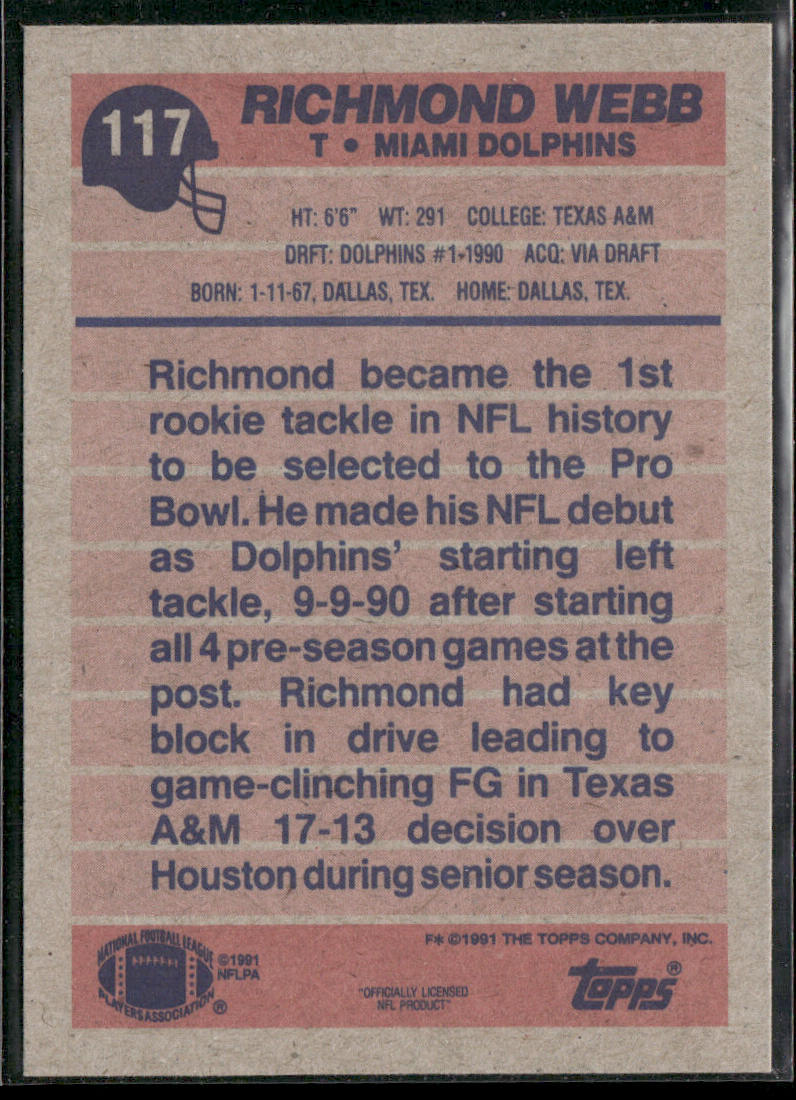 117
RICHMOND WEBB
T • MIAMI DOLPHINS
HT: 6'6" WT: 291 COLLEGE: TEXAS A&M
DRFT: DOLPHINS #1-1990 ACQ: VIA DRAFT
BORN: 1-11-67, DALLAS, TEX. HOME: DALLAS, TEX.
Richmond became the 1st
rookie tackle in NFL history
to be selected to the Pro
Bowl. He made his NFL debut
as Dolphins' starting left
tackle, 9-9-90 after starting
all 4 pre-season games at the
post. Richmond had key
block in drive leading to
game-clinching FG in Texas
A&M 17-13 decision over
Houston during senior season.
F* ©1991 THE TOPPS COMPANY, INC.
NATIONAL FOOTBALL LEAGUE
PLAYERS ASSOCIATION ®
©1991
NFLPA
"OFFICIALLY LICENSED
NFL PRODUCT"
TOPPS®